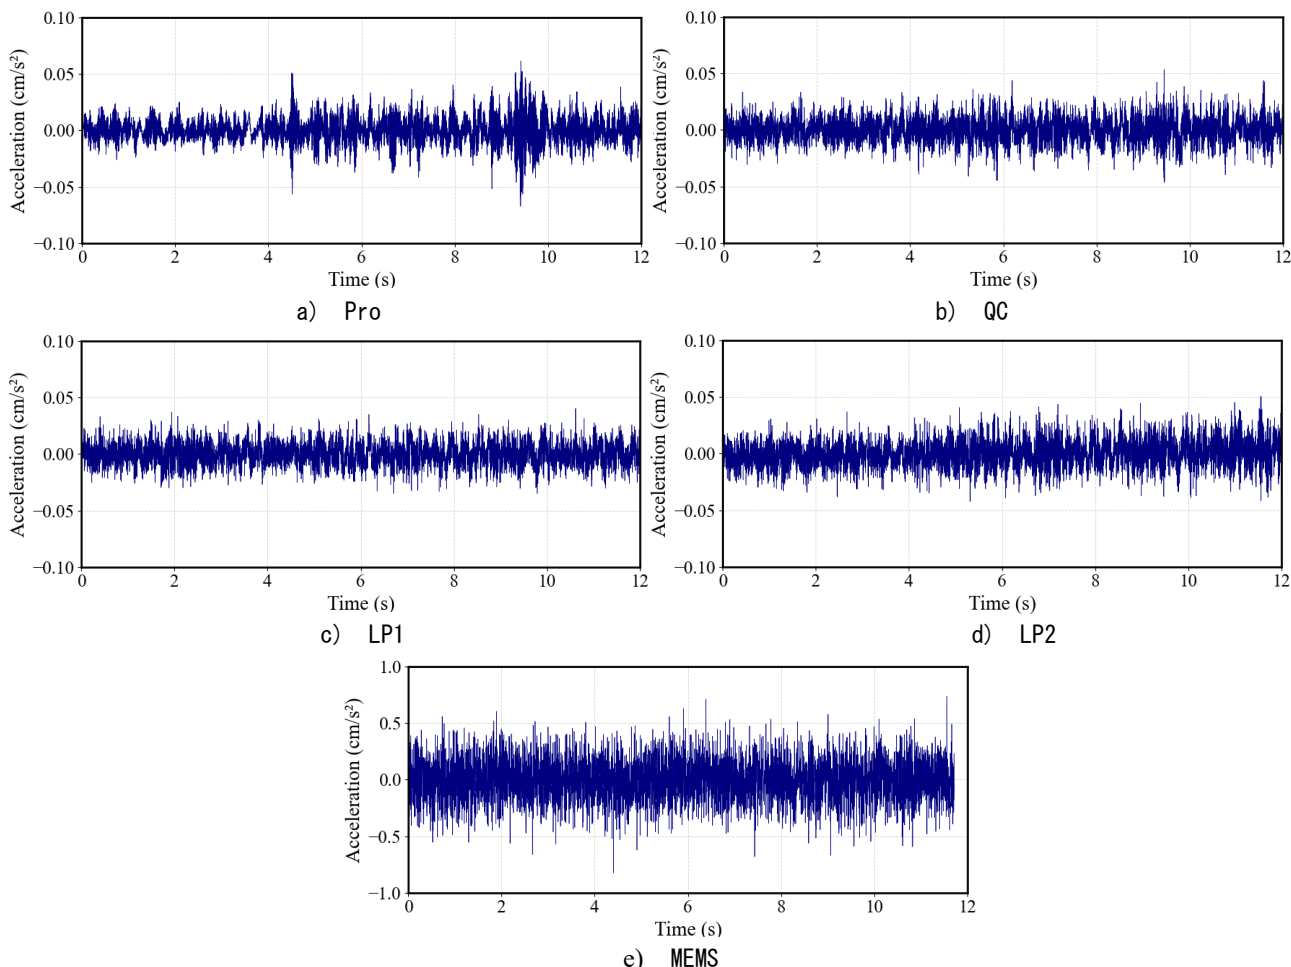 0.10
0.05
0.00
−0.05
−0.10
Acceleration (cm/s²)
0 2 4 6 8 10 12
Time (s)
a) Pro
0.10
0.05
0.00
−0.05
−0.10
Acceleration (cm/s²)
0 2 4 6 8 10 12
Time (s)
b) QC
0.10
0.05
0.00
−0.05
−0.10
Acceleration (cm/s²)
0 2 4 6 8 10 12
Time (s)
c) LP1
0.10
0.05
0.00
−0.05
−0.10
Acceleration (cm/s²)
0 2 4 6 8 10 12
Time (s)
d) LP2
1.0
0.5
0.0
−0.5
−1.0
Acceleration (cm/s²)
0 2 4 6 8 10 12
Time (s)
e) MEMS